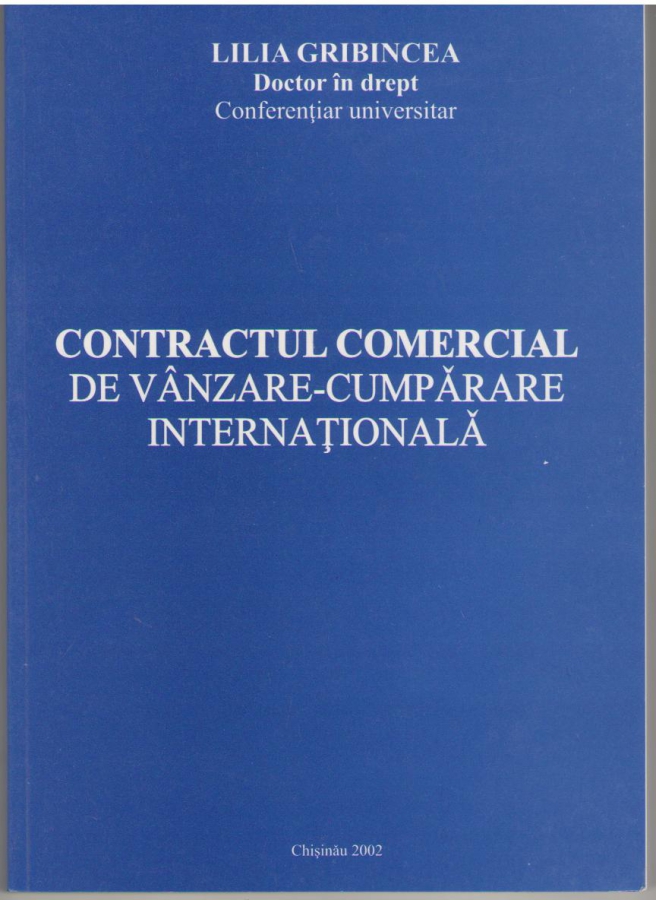 LILIA GRIBINCEA
Doctor în drept
Conferenţiar universitar
CONTRACTUL COMERCIAL
DE VÂNZARE-CUMPĂRARE
INTERNAŢIONALĂ
Chişinău 2002